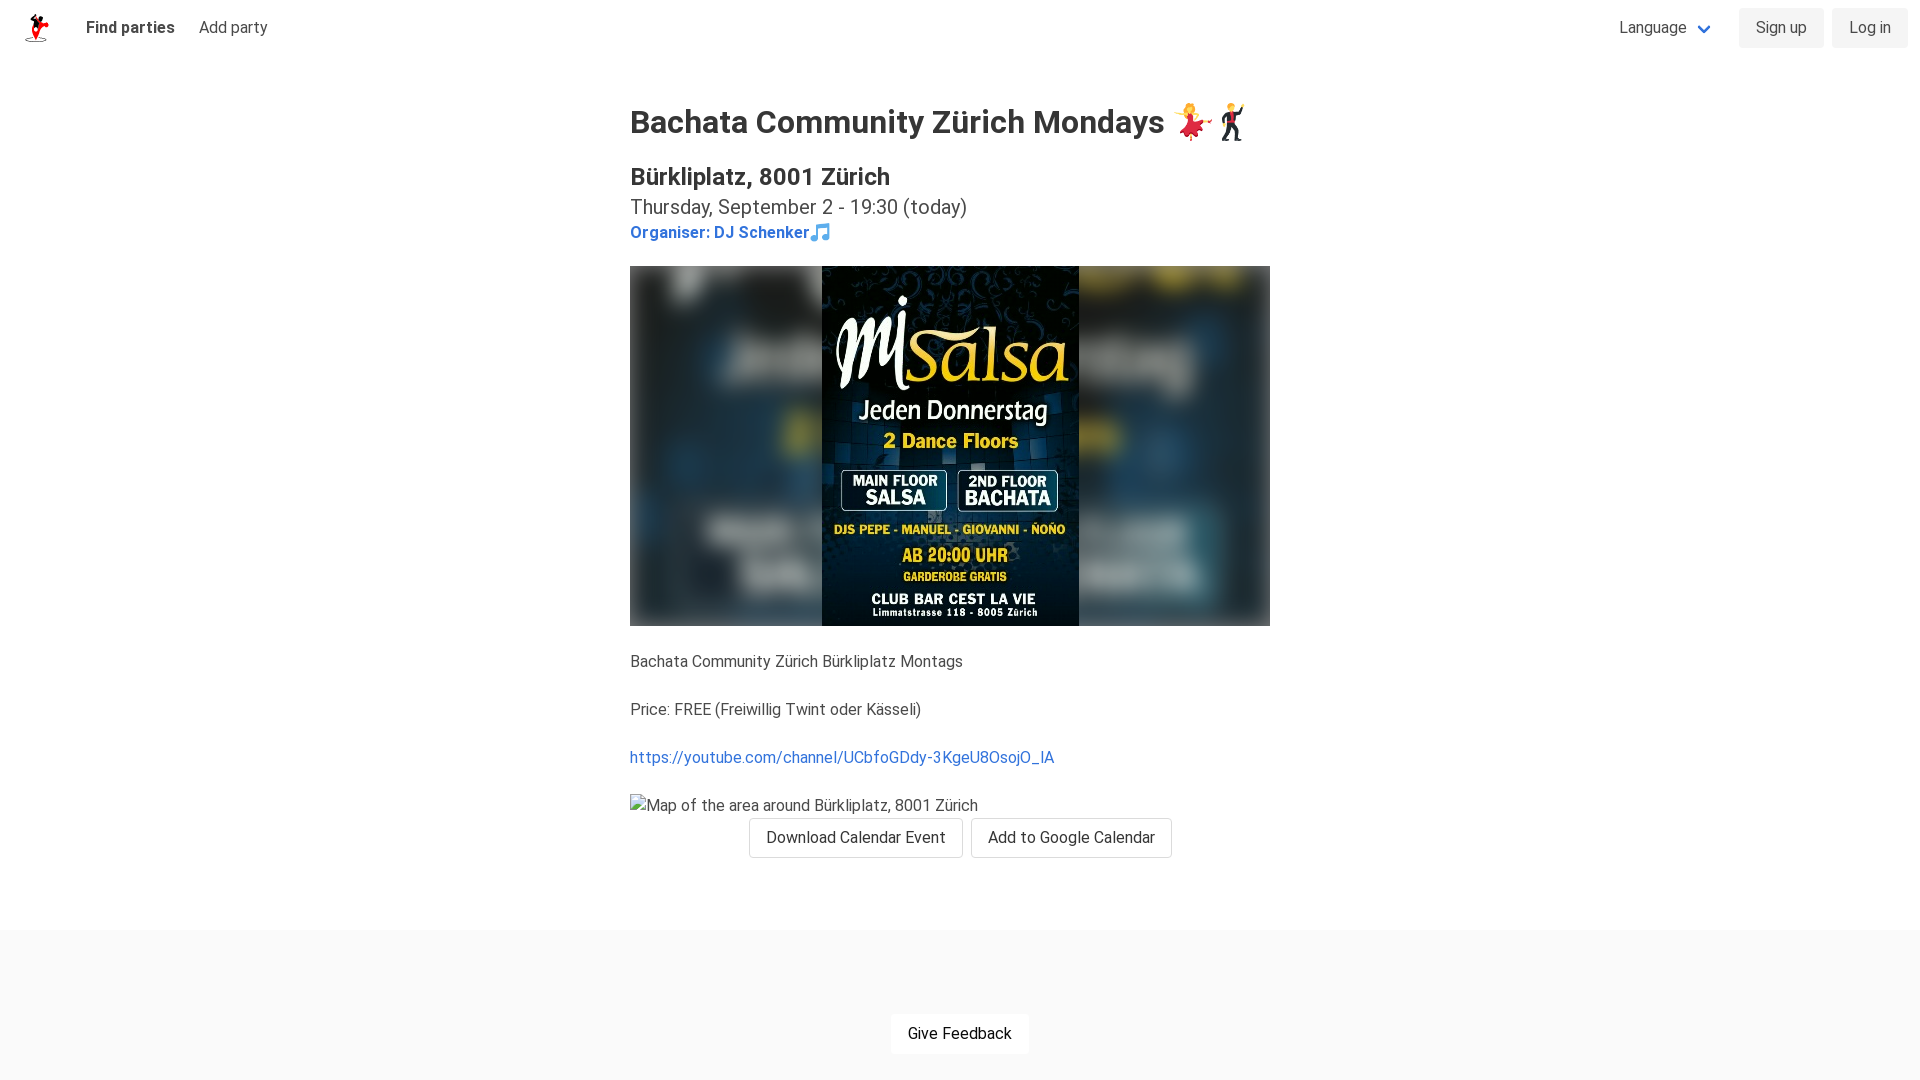 Find parties
Add party
Language
Sign up
Log in
Bachata Community Zürich Mondays 💃🕺
Bürkliplatz, 8001 Zürich
Thursday, September 2 - 19:30 (today)
Organiser: DJ Schenker🎵
mi Salsa
Jeden Donnerstag
2 Dance Floors
MAIN FLOOR
SALSA
2ND FLOOR
BACHATA
DJS PEPE - MANUEL - GIOVANNI - ÑOÑO
AB 20:00 UHR
GARDEROBE GRATIS
CLUB BAR CEST LA VIE
Limmatstrasse 118 - 8005 Zürich
Bachata Community Zürich Bürkliplatz Montags
Price: FREE (Freiwillig Twint oder Kässeli)
https://youtube.com/channel/UCbfoGDdy-3KgeU8OsojO_lA
Map of the area around Bürkliplatz, 8001 Zürich
Download Calendar Event
Add to Google Calendar
Give Feedback